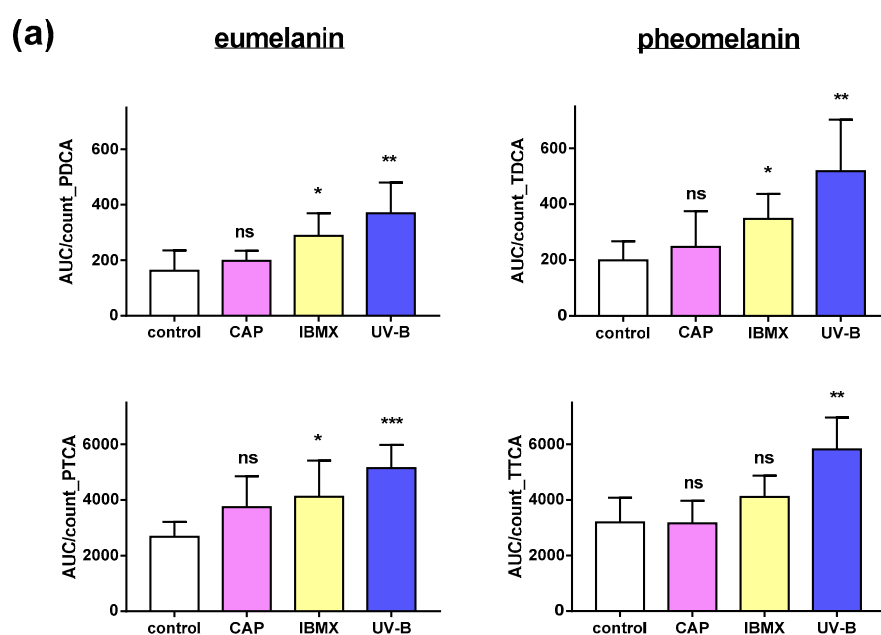 (a)
eumelanin
pheomelanin
AUC/count_PDCA
600
400
200
0
ns
*
**
control CAP IBMX UV-B
AUC/count_TDCA
600
400
200
0
ns
*
**
control CAP IBMX UV-B
AUC/count_PTCA
6000
4000
2000
0
ns
*
***
control CAP IBMX UV-B
AUC/count_TTCA
6000
4000
2000
0
ns
ns
**
control CAP IBMX UV-B